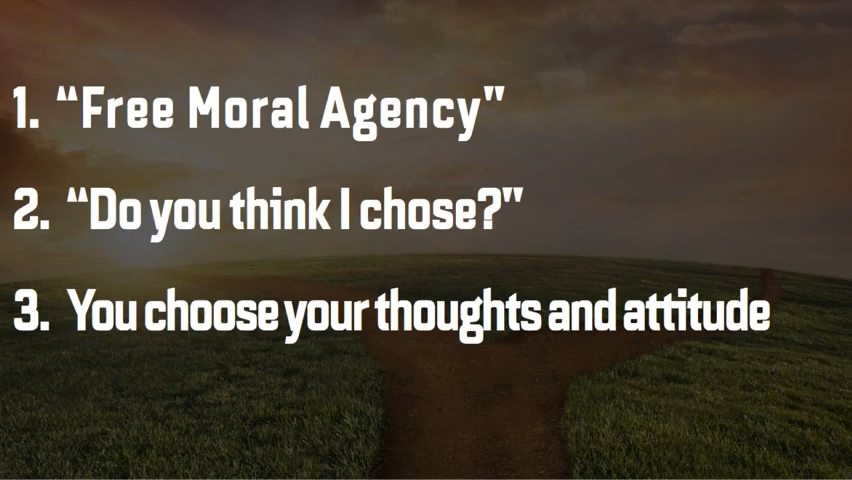 1. “Free Moral Agency"
2. “Do you think I chose?"
3. You choose your thoughts and attitude